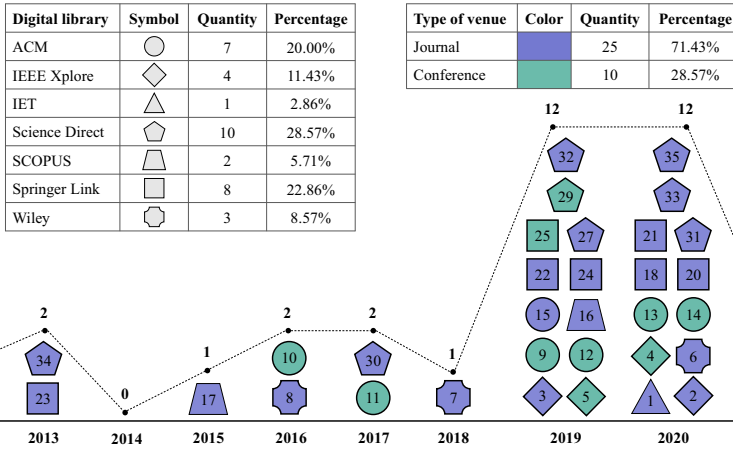 Digital library Symbol Quantity Percentage
ACM 7 20.00%
IEEE Xplore 4 11.43%
IET 1 2.86%
Science Direct 10 28.57%
SCOPUS 2 5.71%
Springer Link 8 22.86%
Wiley 3 8.57%
Type of venue Color Quantity Percentage
Journal 25 71.43%
Conference 10 28.57%
12 12
32 35
29 33
25 27 21 31
22 24 18 20
2 2 2 15 16 13 14
1 1
34 10 30 9 12 4 6
0
23 17 8 11 7 3 5 1 2
2013 2014 2015 2016 2017 2018 2019 2020